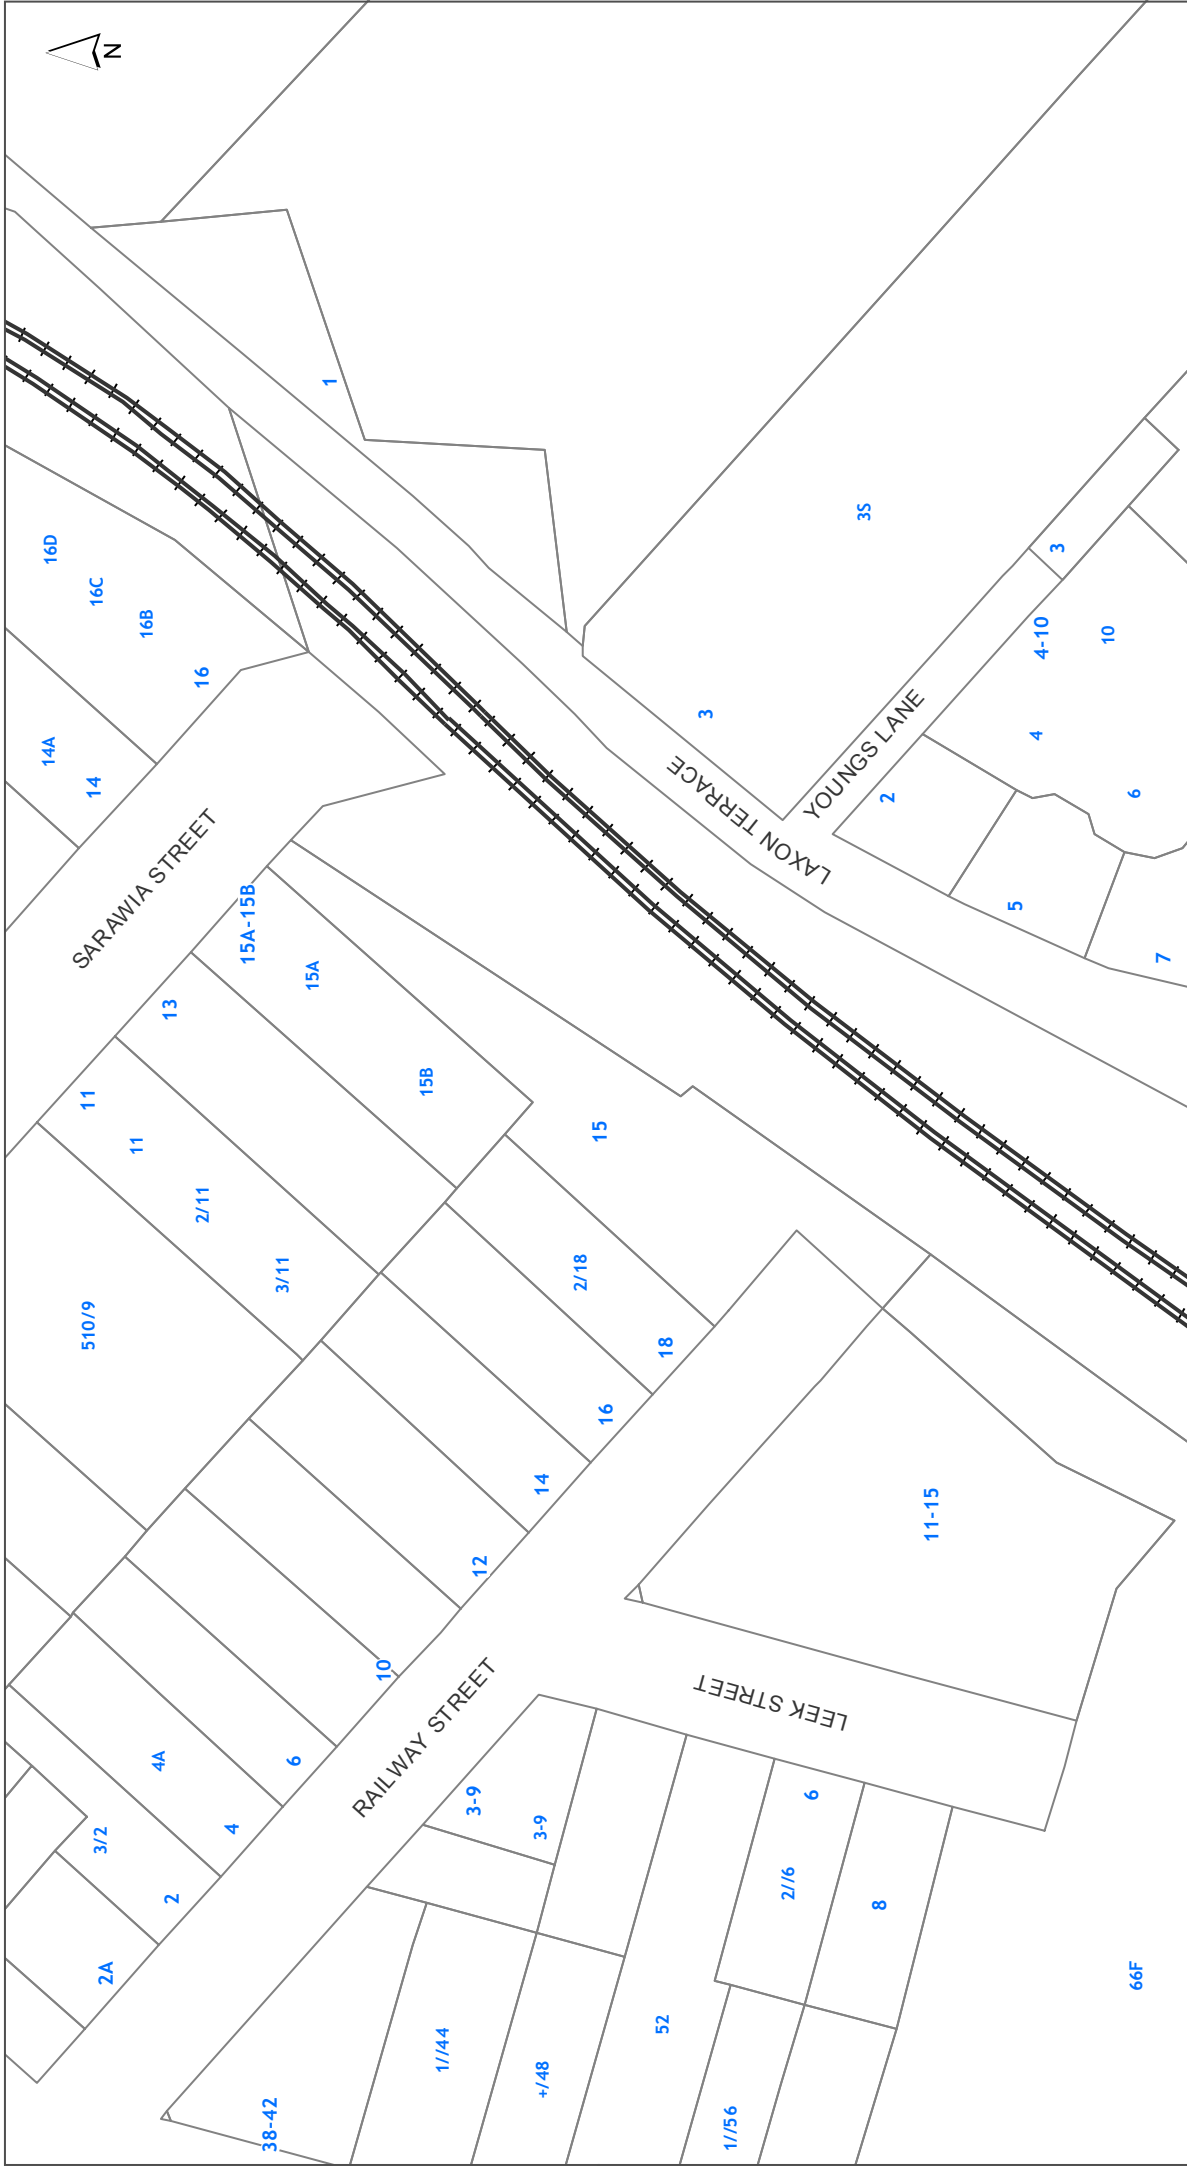 N
16D
16C
16B
16
14A
14
1
3S
3
3
4-10
10
4
6
2
5
7
YOUNGS LANE
LAXON TERRACE
SARAWIA STREET
15A-15B
15A
15B
13
11
11
2/11
3/11
510/9
15
2/18
18
16
14
12
10
6
4A
4
3/2
2
2A
RAILWAY STREET
LEEK STREET
11-15
3-9
3-9
6
2//6
8
52
66F
1//44
+/48
1//56
38-42